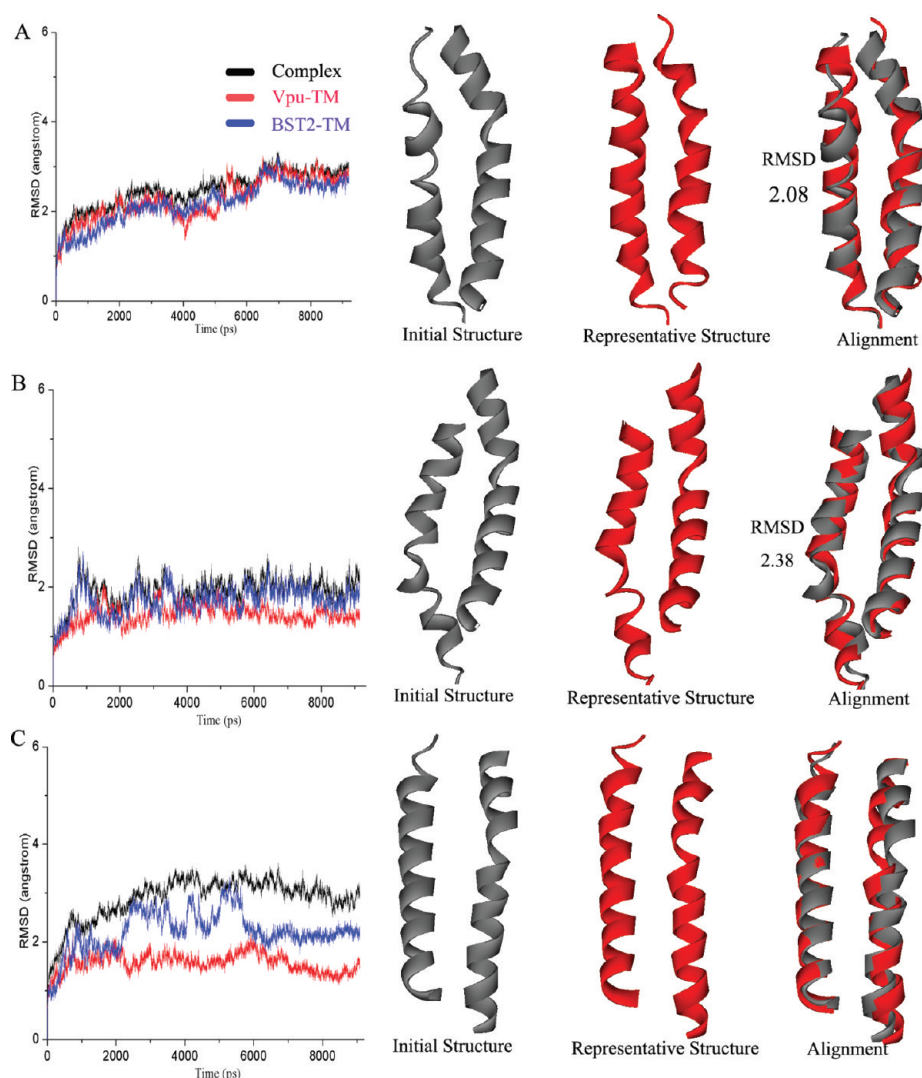 A
6
4
2
0
RMSD (angstrom)
Complex
Vpu-TM
BST2-TM
0 2000 4000 6000 8000
Time (ps)
Initial Structure
Representative Structure
RMSD
2.08
Alignment
B
6
4
2
0
RMSD (angstrom)
0 2000 4000 6000 8000
Time (ps)
Initial Structure
Representative Structure
RMSD
2.38
Alignment
C
6
4
2
0
RMSD (angstrom)
0 2000 4000 6000 8000
Time (ps)
Initial Structure
Representative Structure
Alignment